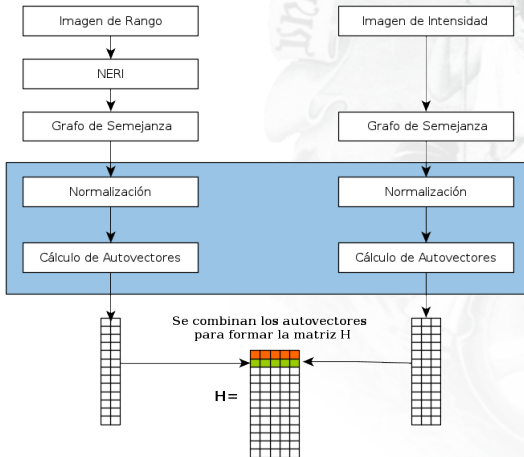 Imagen de Rango
Imagen de Intensidad
NERI
Grafo de Semejanza
Grafo de Semejanza
Normalización
Normalización
Cálculo de Autovectores
Cálculo de Autovectores
Se combinan los autovectores
para formar la matriz H
H=